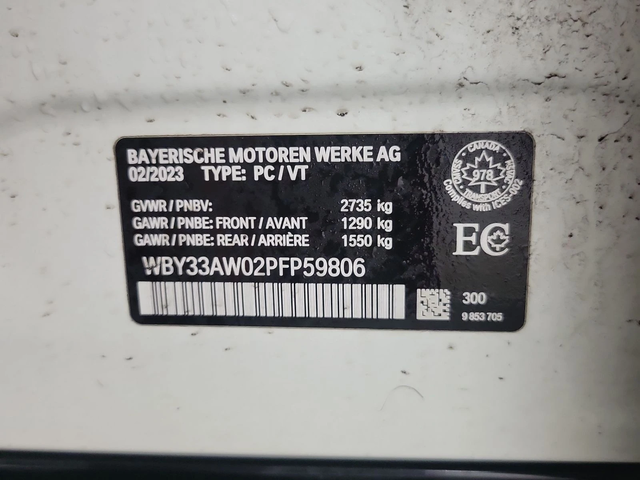 BAYERISCHE MOTOREN WERKE AG
02/2023 TYPE: PC / VT
GVWR / PNBV: 2735 kg
GAWR / PNBE: FRONT / AVANT 1290 kg
GAWR / PNBE: REAR / ARRIÈRE 1550 kg
WBY33AW02PFP59806
CANADA
978
TRANSPORT
Complies with ICES-002
EC
300
9 853 705